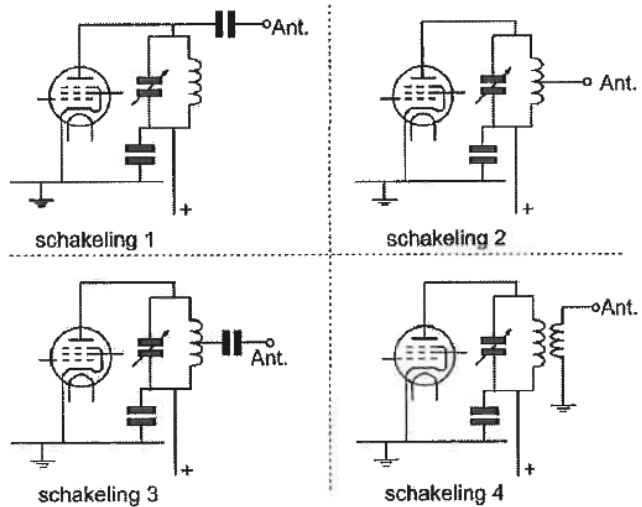 Ant.
+
schakeling 1
Ant.
+
schakeling 2
Ant.
+
schakeling 3
Ant.
+
schakeling 4